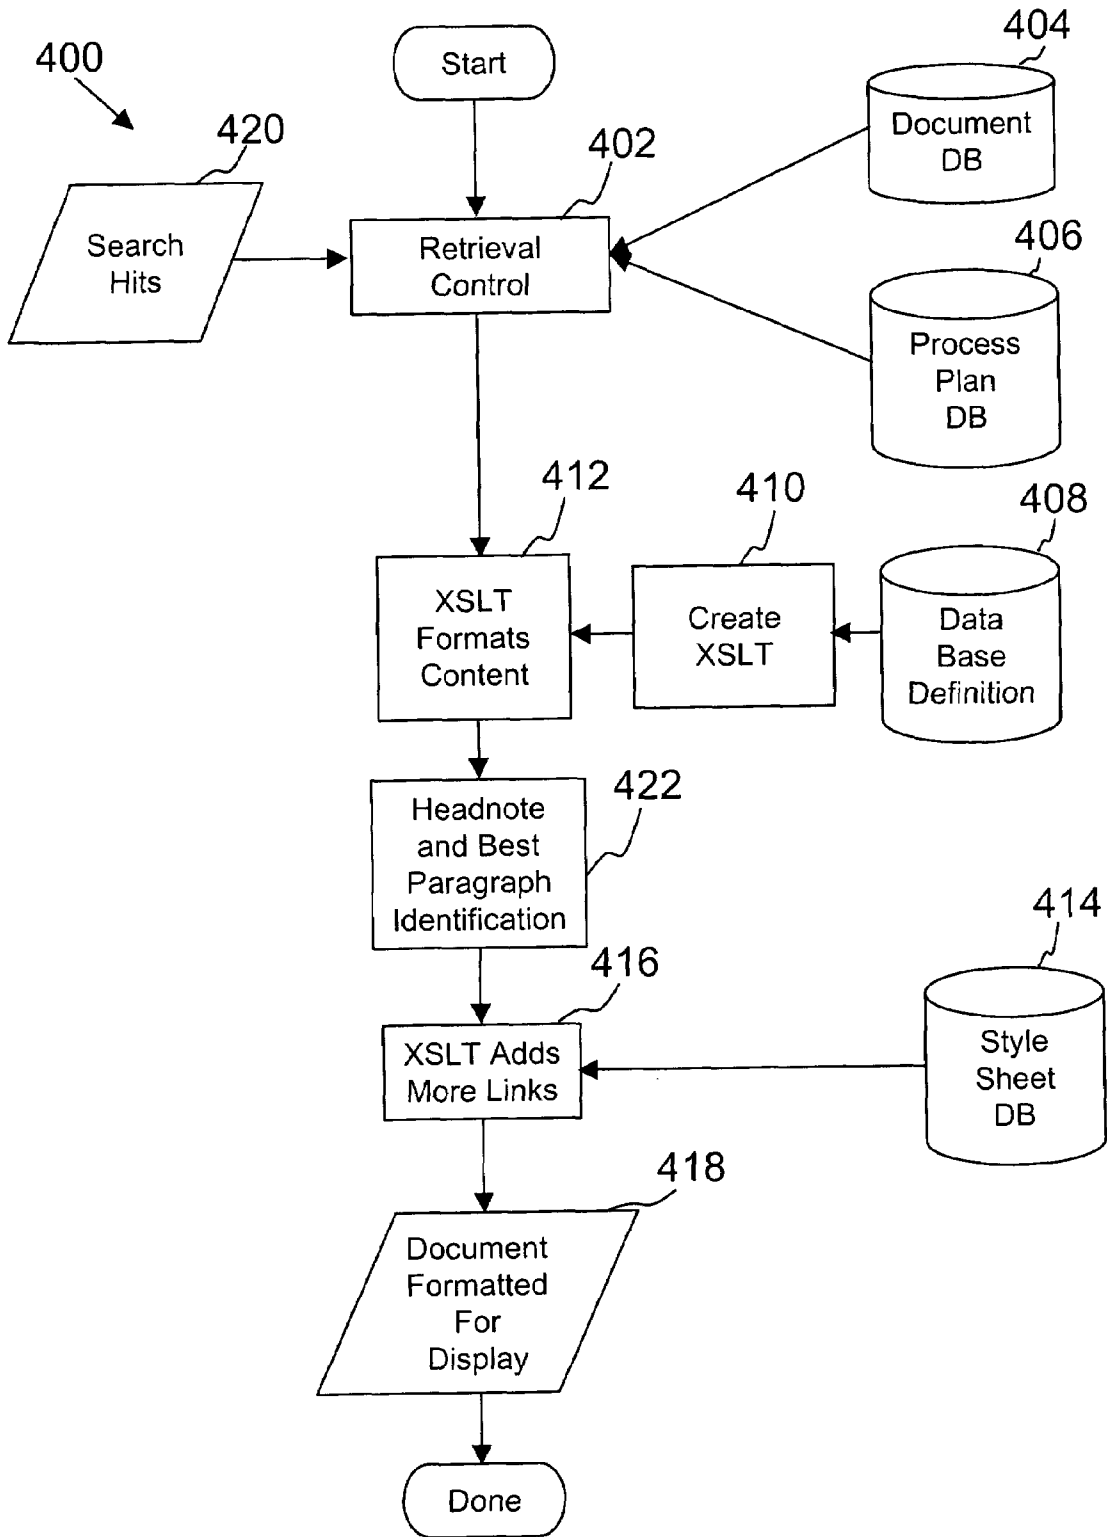 400
Start
404
Document
DB
420
Search
Hits
402
Retrieval
Control
406
Process
Plan
DB
412
XSLT
Formats
Content
410
Create
XSLT
408
Data
Base
Definition
422
Headnote
and Best
Paragraph
Identification
414
Style
Sheet
DB
416
XSLT Adds
More Links
418
Document
Formatted
For
Display
Done